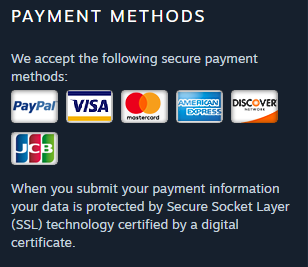 PAYMENT METHODS
We accept the following secure payment
methods:
PayPal VISA mastercard AMERICAN EXPRESS DISCOVER NETWORK
JCB
When you submit your payment information
your data is protected by Secure Socket Layer
(SSL) technology certified by a digital
certificate.